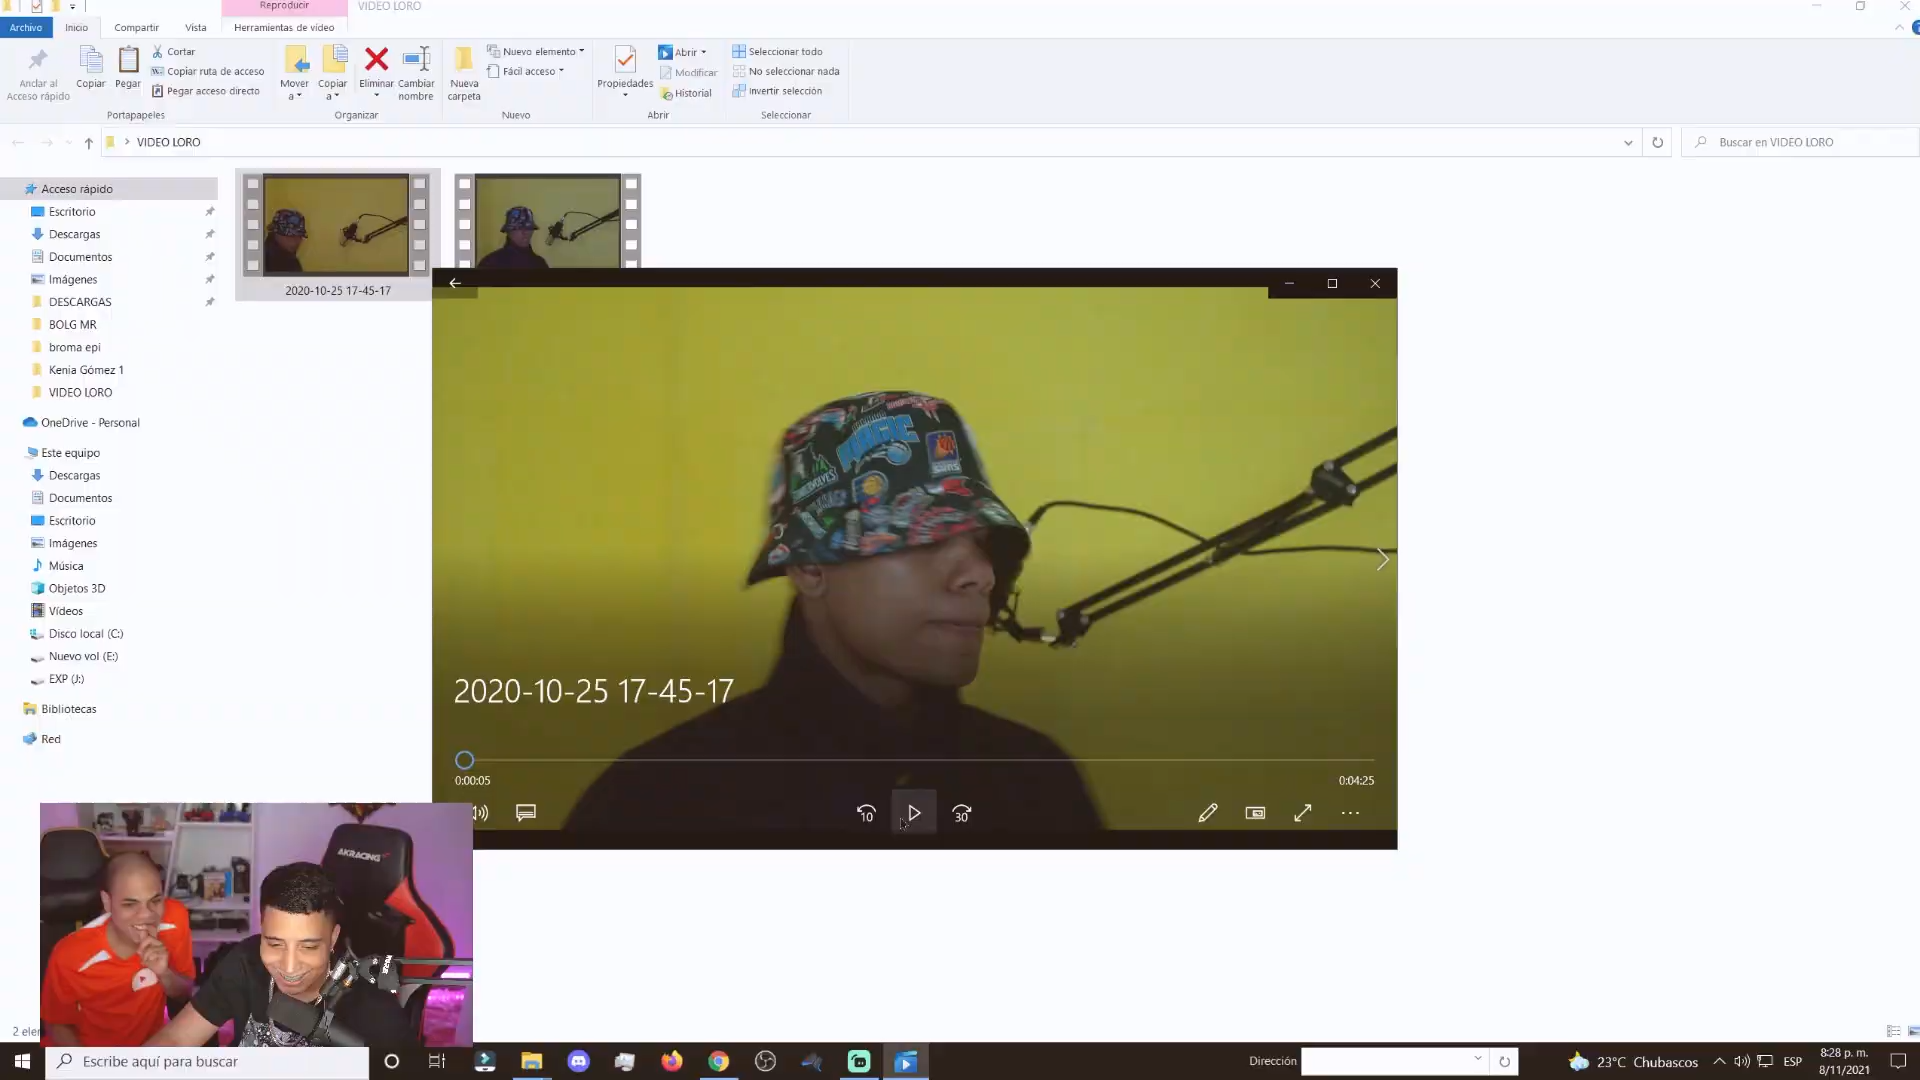 Reproducir
VIDEO LORO
Archivo
Inicio
Compartir
Vista
Herramientas de vídeo
Anclar al
Acceso rápido
Copiar
Pegar
Cortar
Copiar ruta de acceso
Pegar acceso directo
Portapapeles
Mover
a
Copiar
a
Eliminar
Cambiar
nombre
Organizar
Nueva
carpeta
Nuevo elemento
Fácil acceso
Nuevo
Propiedades
Abrir
Modificar
Historial
Abrir
Seleccionar todo
No seleccionar nada
Invertir selección
Seleccionar
VIDEO LORO
Buscar en VIDEO LORO
Acceso rápido
Escritorio
Descargas
Documentos
Imágenes
DESCARGAS
BOLG MR
broma epi
Kenia Gómez 1
VIDEO LORO
OneDrive - Personal
Este equipo
Descargas
Documentos
Escritorio
Imágenes
Música
Objetos 3D
Vídeos
Disco local (C:)
Nuevo vol (E:)
EXP (J:)
Bibliotecas
Red
2020-10-25 17-45-17
MAGIC
SUNS
2020-10-25 17-45-17
0:00:05
0:04:25
10
30
AKRACING
Escribe aquí para buscar
Dirección
23°C Chubascos
ESP
8:28 p. m.
8/11/2021